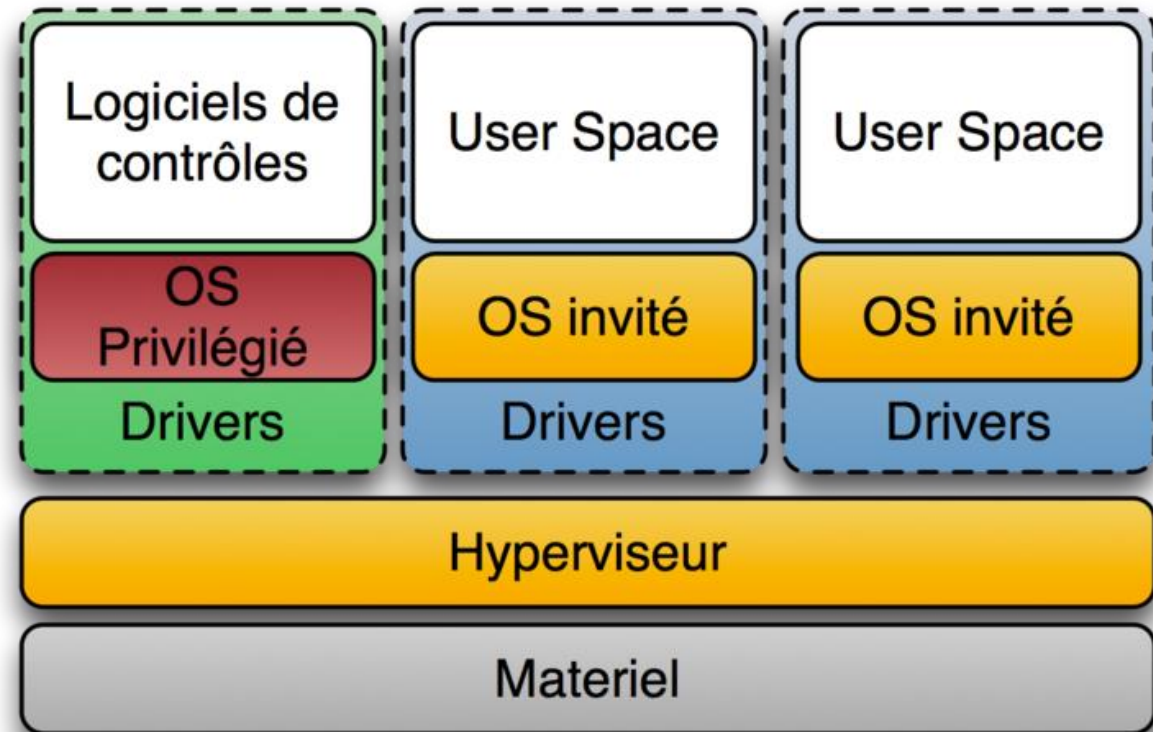 Logiciels de
contrôles
User Space
User Space
OS
Privilégié
OS invité
OS invité
Drivers
Drivers
Drivers
Hyperviseur
Materiel